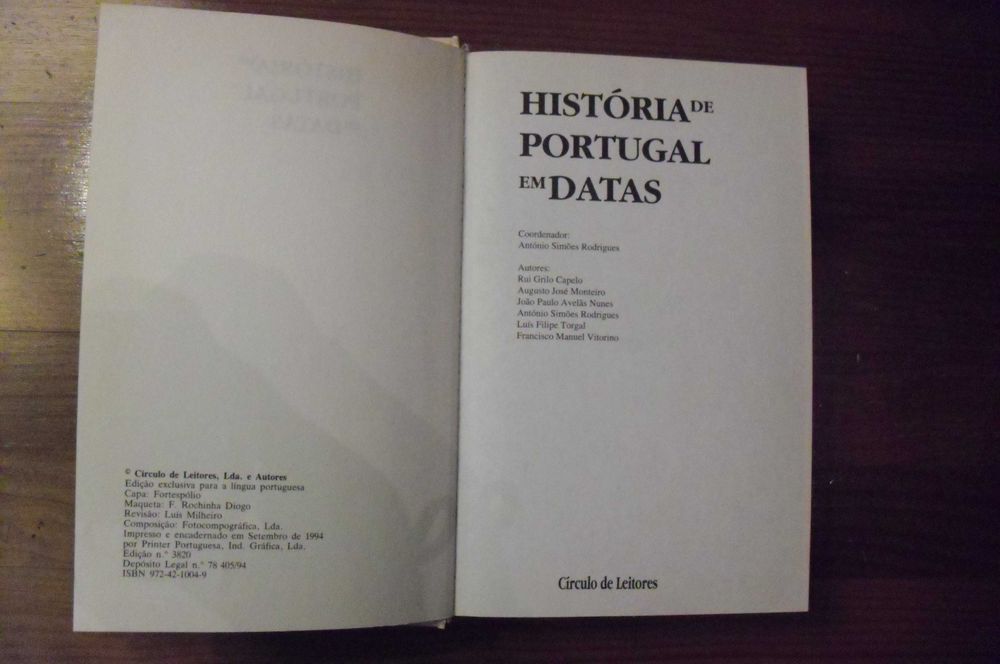 © Círculo de Leitores, Lda. e Autores
Edição exclusiva para a língua portuguesa
Capa: Fortespólio
Maqueta: F. Rochinha Diogo
Revisão: Luís Milheiro
Composição: Fotocompográfica, Lda.
Impresso e encadernado em Setembro de 1994
por Printer Portuguesa, Ind. Gráfica, Lda.
Edição n.° 3820
Depósito Legal n.° 78 405/94
ISBN 972-42-1004-9
HISTÓRIA DE
PORTUGAL
EM DATAS
Coordenador:
António Simões Rodrigues
Autores:
Rui Grilo Capelo
Augusto José Monteiro
João Paulo Avelãs Nunes
António Simões Rodrigues
Luís Filipe Torgal
Francisco Manuel Vitorino
Círculo de Leitores